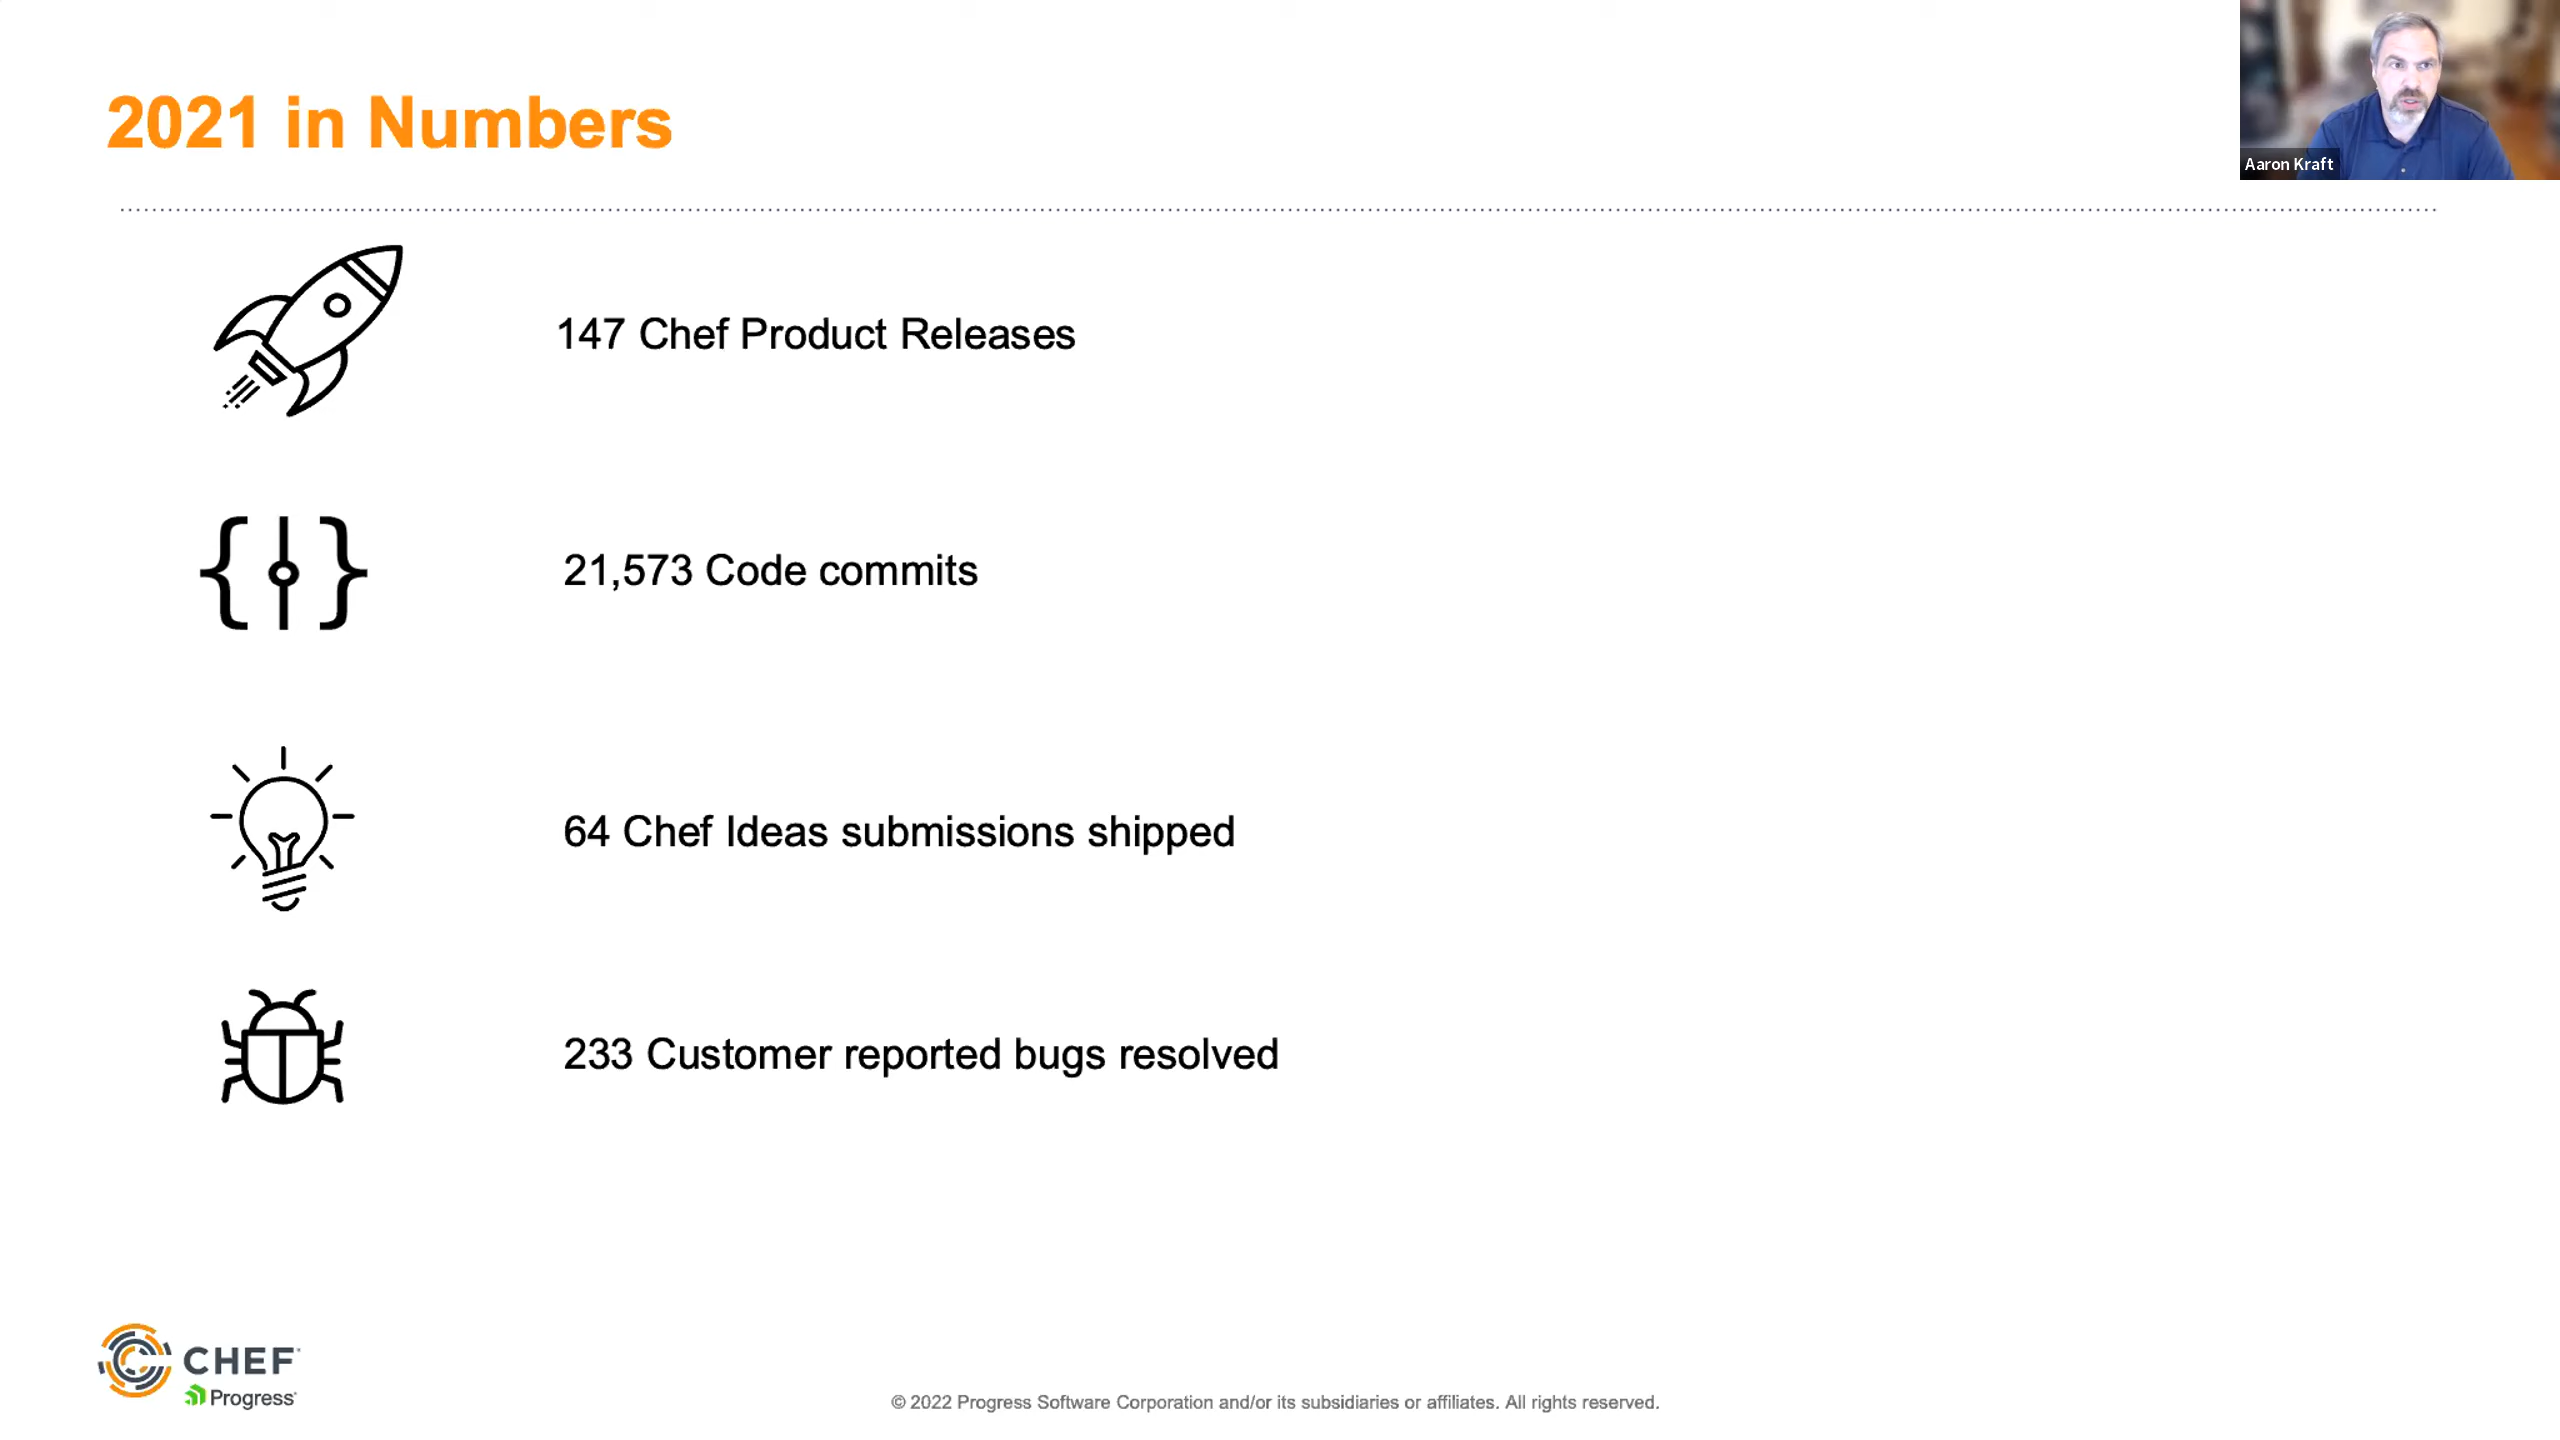 2021 in Numbers
Aaron Kraft
147 Chef Product Releases
21,573 Code commits
64 Chef Ideas submissions shipped
233 Customer reported bugs resolved
CHEF
Progress
© 2022 Progress Software Corporation and/or its subsidiaries or affiliates. All rights reserved.